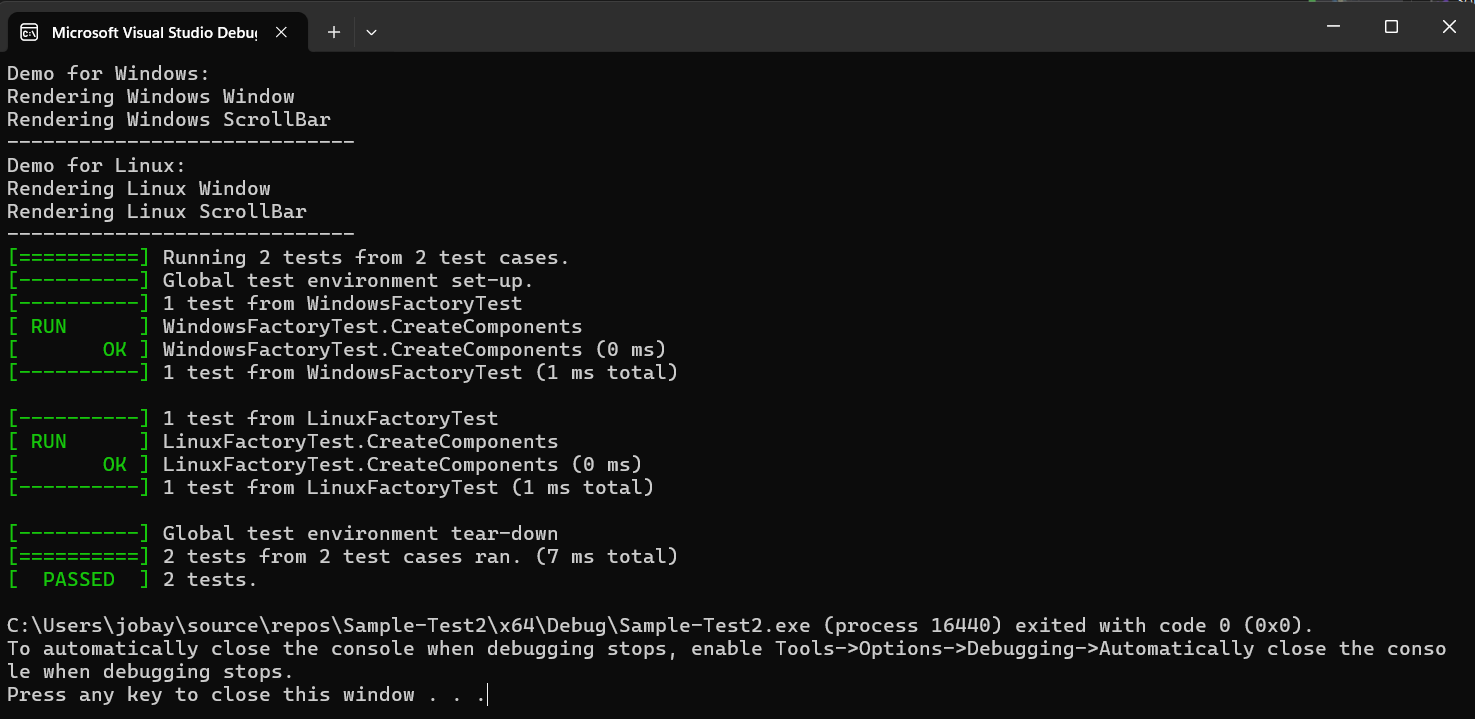 Microsoft Visual Studio Debug
Demo for Windows:
Rendering Windows Window
Rendering Windows ScrollBar
-----------------------------
Demo for Linux:
Rendering Linux Window
Rendering Linux ScrollBar
-----------------------------
[==========] Running 2 tests from 2 test cases.
[----------] Global test environment set-up.
[----------] 1 test from WindowsFactoryTest
[ RUN      ] WindowsFactoryTest.CreateComponents
[       OK ] WindowsFactoryTest.CreateComponents (0 ms)
[----------] 1 test from WindowsFactoryTest (1 ms total)
[----------] 1 test from LinuxFactoryTest
[ RUN      ] LinuxFactoryTest.CreateComponents
[       OK ] LinuxFactoryTest.CreateComponents (0 ms)
[----------] 1 test from LinuxFactoryTest (1 ms total)
[----------] Global test environment tear-down
[==========] 2 tests from 2 test cases ran. (7 ms total)
[  PASSED  ] 2 tests.
C:\Users\jobay\source\repos\Sample-Test2\x64\Debug\Sample-Test2.exe (process 16440) exited with code 0 (0x0).
To automatically close the console when debugging stops, enable Tools->Options->Debugging->Automatically close the conso
le when debugging stops.
Press any key to close this window . . .